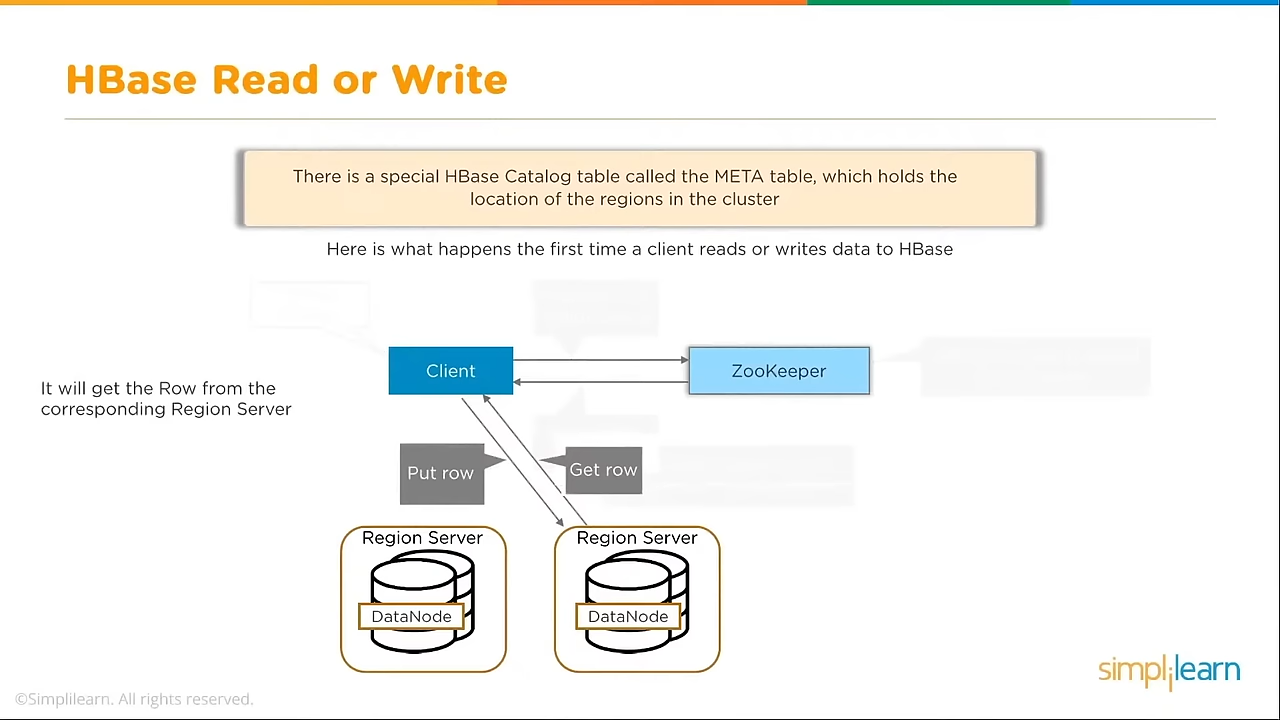 HBase Read or Write
There is a special HBase Catalog table called the META table, which holds the
location of the regions in the cluster
Here is what happens the first time a client reads or writes data to HBase
Client
ZooKeeper
It will get the Row from the
corresponding Region Server
Put row
Get row
Region Server
Region Server
DataNode
DataNode
simplilearn
©Simplilearn. All rights reserved.